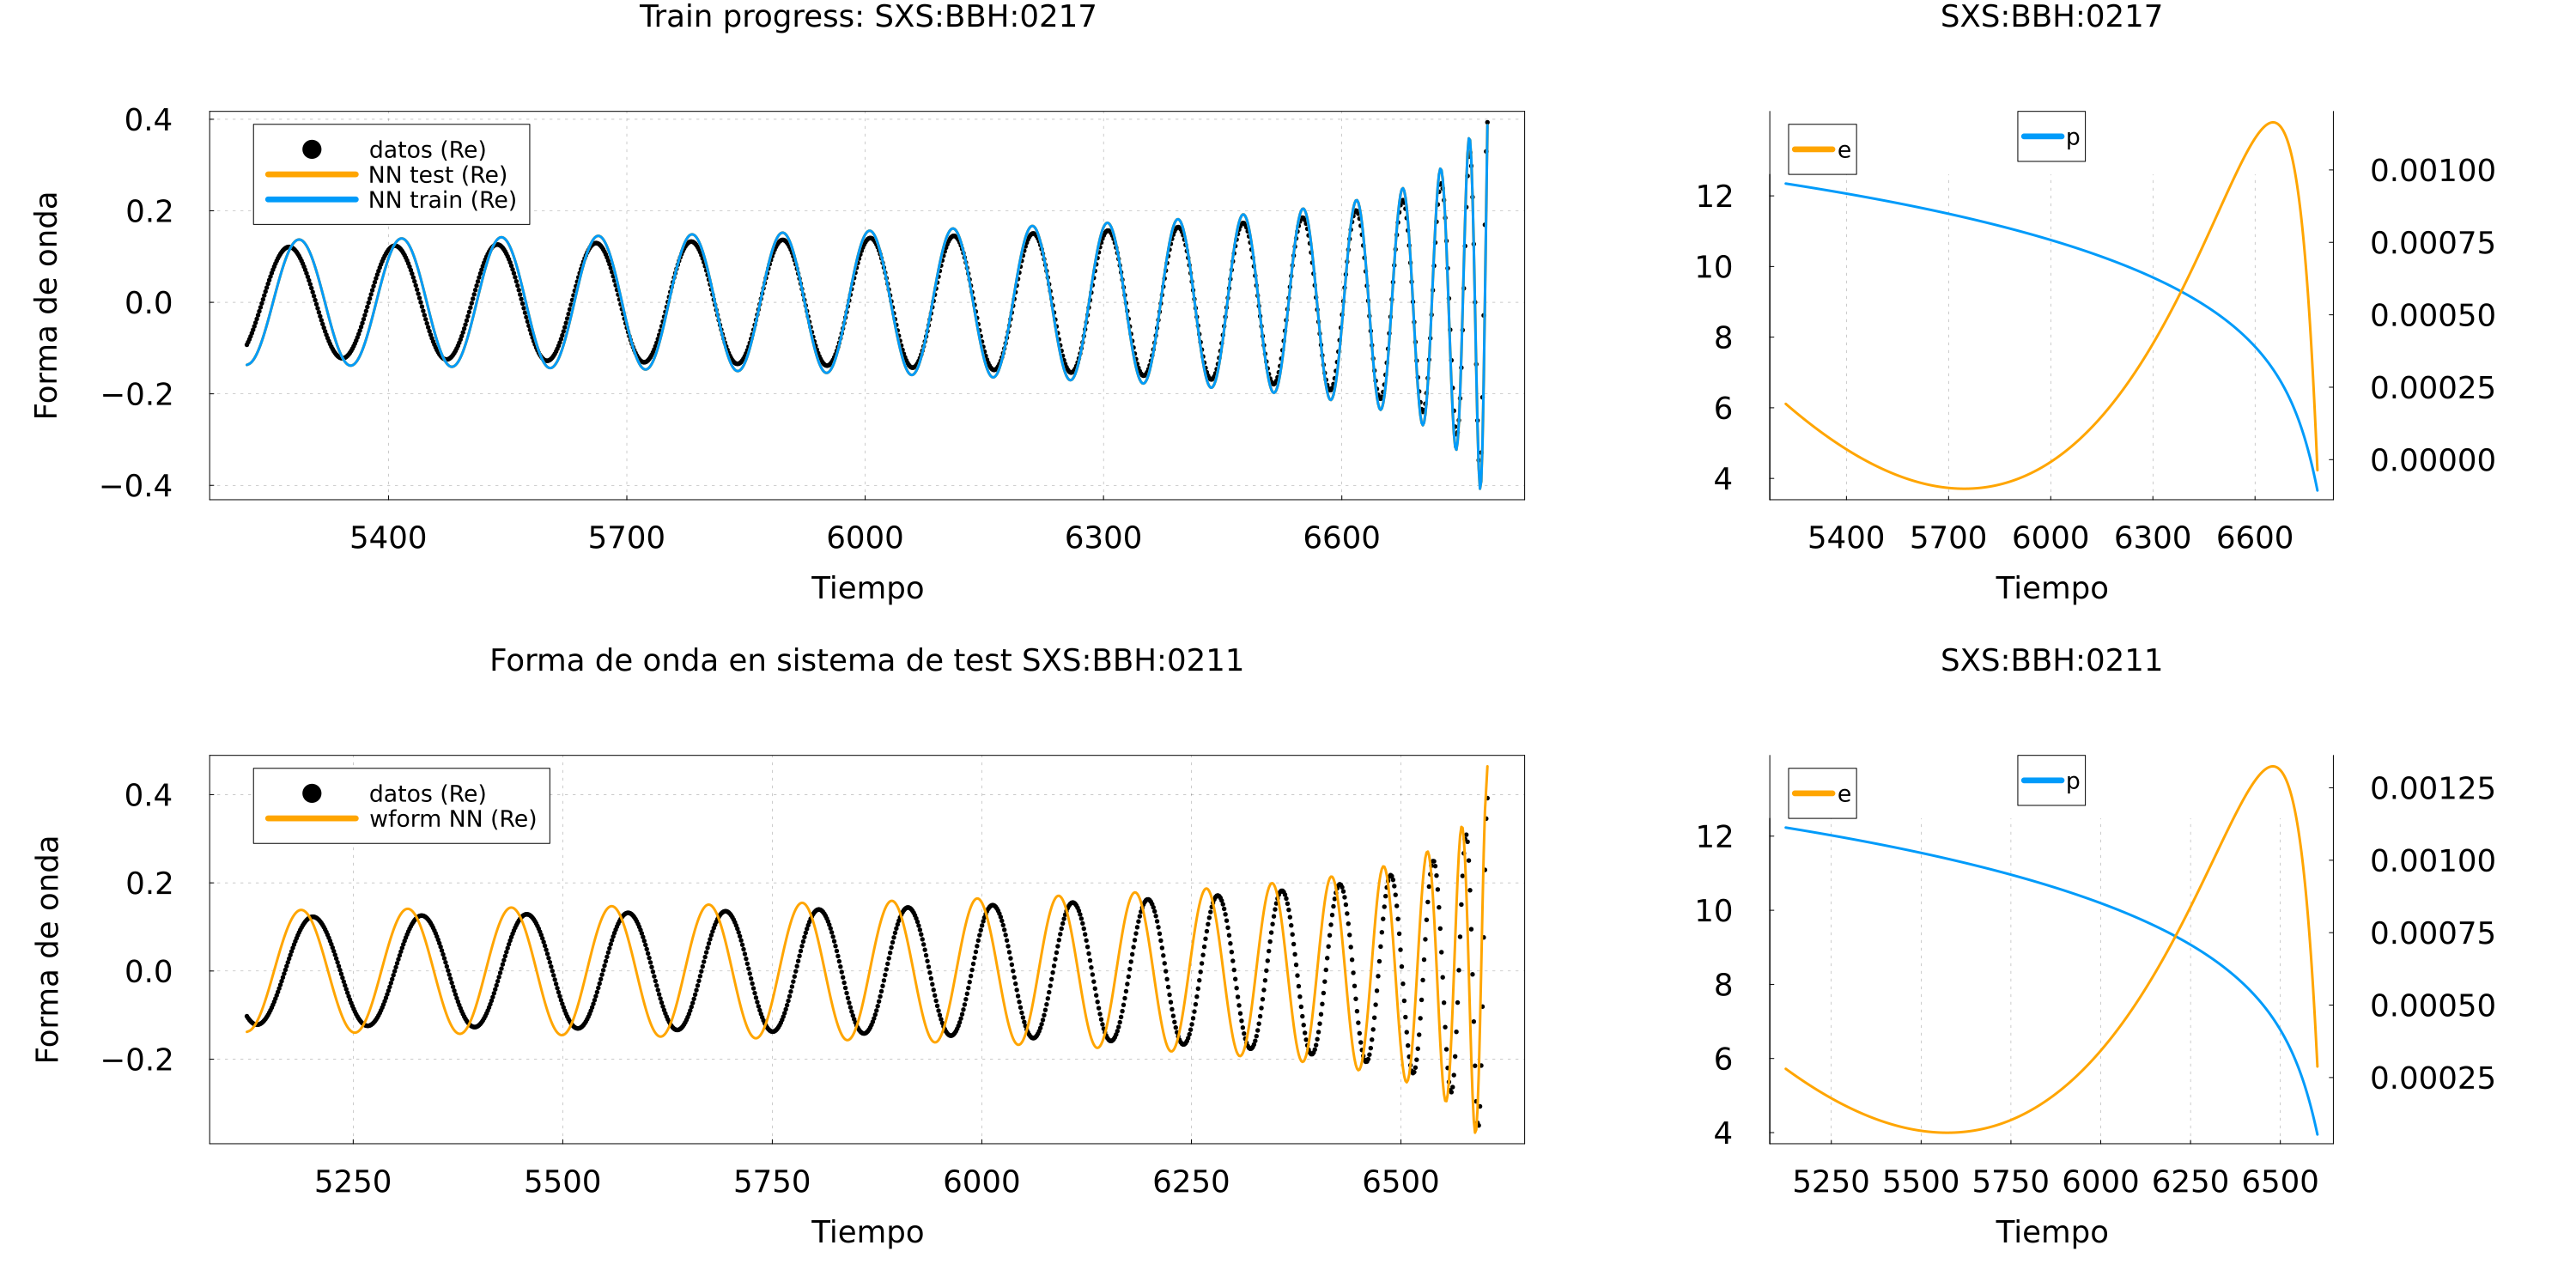 Train progress: SXS:BBH:0217
datos (Re)
NN test (Re)
NN train (Re)
Forma de onda
0.4
0.2
0.0
−0.2
−0.4
5400 5700 6000 6300 6600
Tiempo
SXS:BBH:0217
e
p
12
10
8
6
4
0.00100
0.00075
0.00050
0.00025
0.00000
5400 5700 6000 6300 6600
Tiempo
Forma de onda en sistema de test SXS:BBH:0211
datos (Re)
wform NN (Re)
Forma de onda
0.4
0.2
0.0
−0.2
5250 5500 5750 6000 6250 6500
Tiempo
SXS:BBH:0211
e
p
12
10
8
6
4
0.00125
0.00100
0.00075
0.00050
0.00025
5250 5500 5750 6000 6250 6500
Tiempo